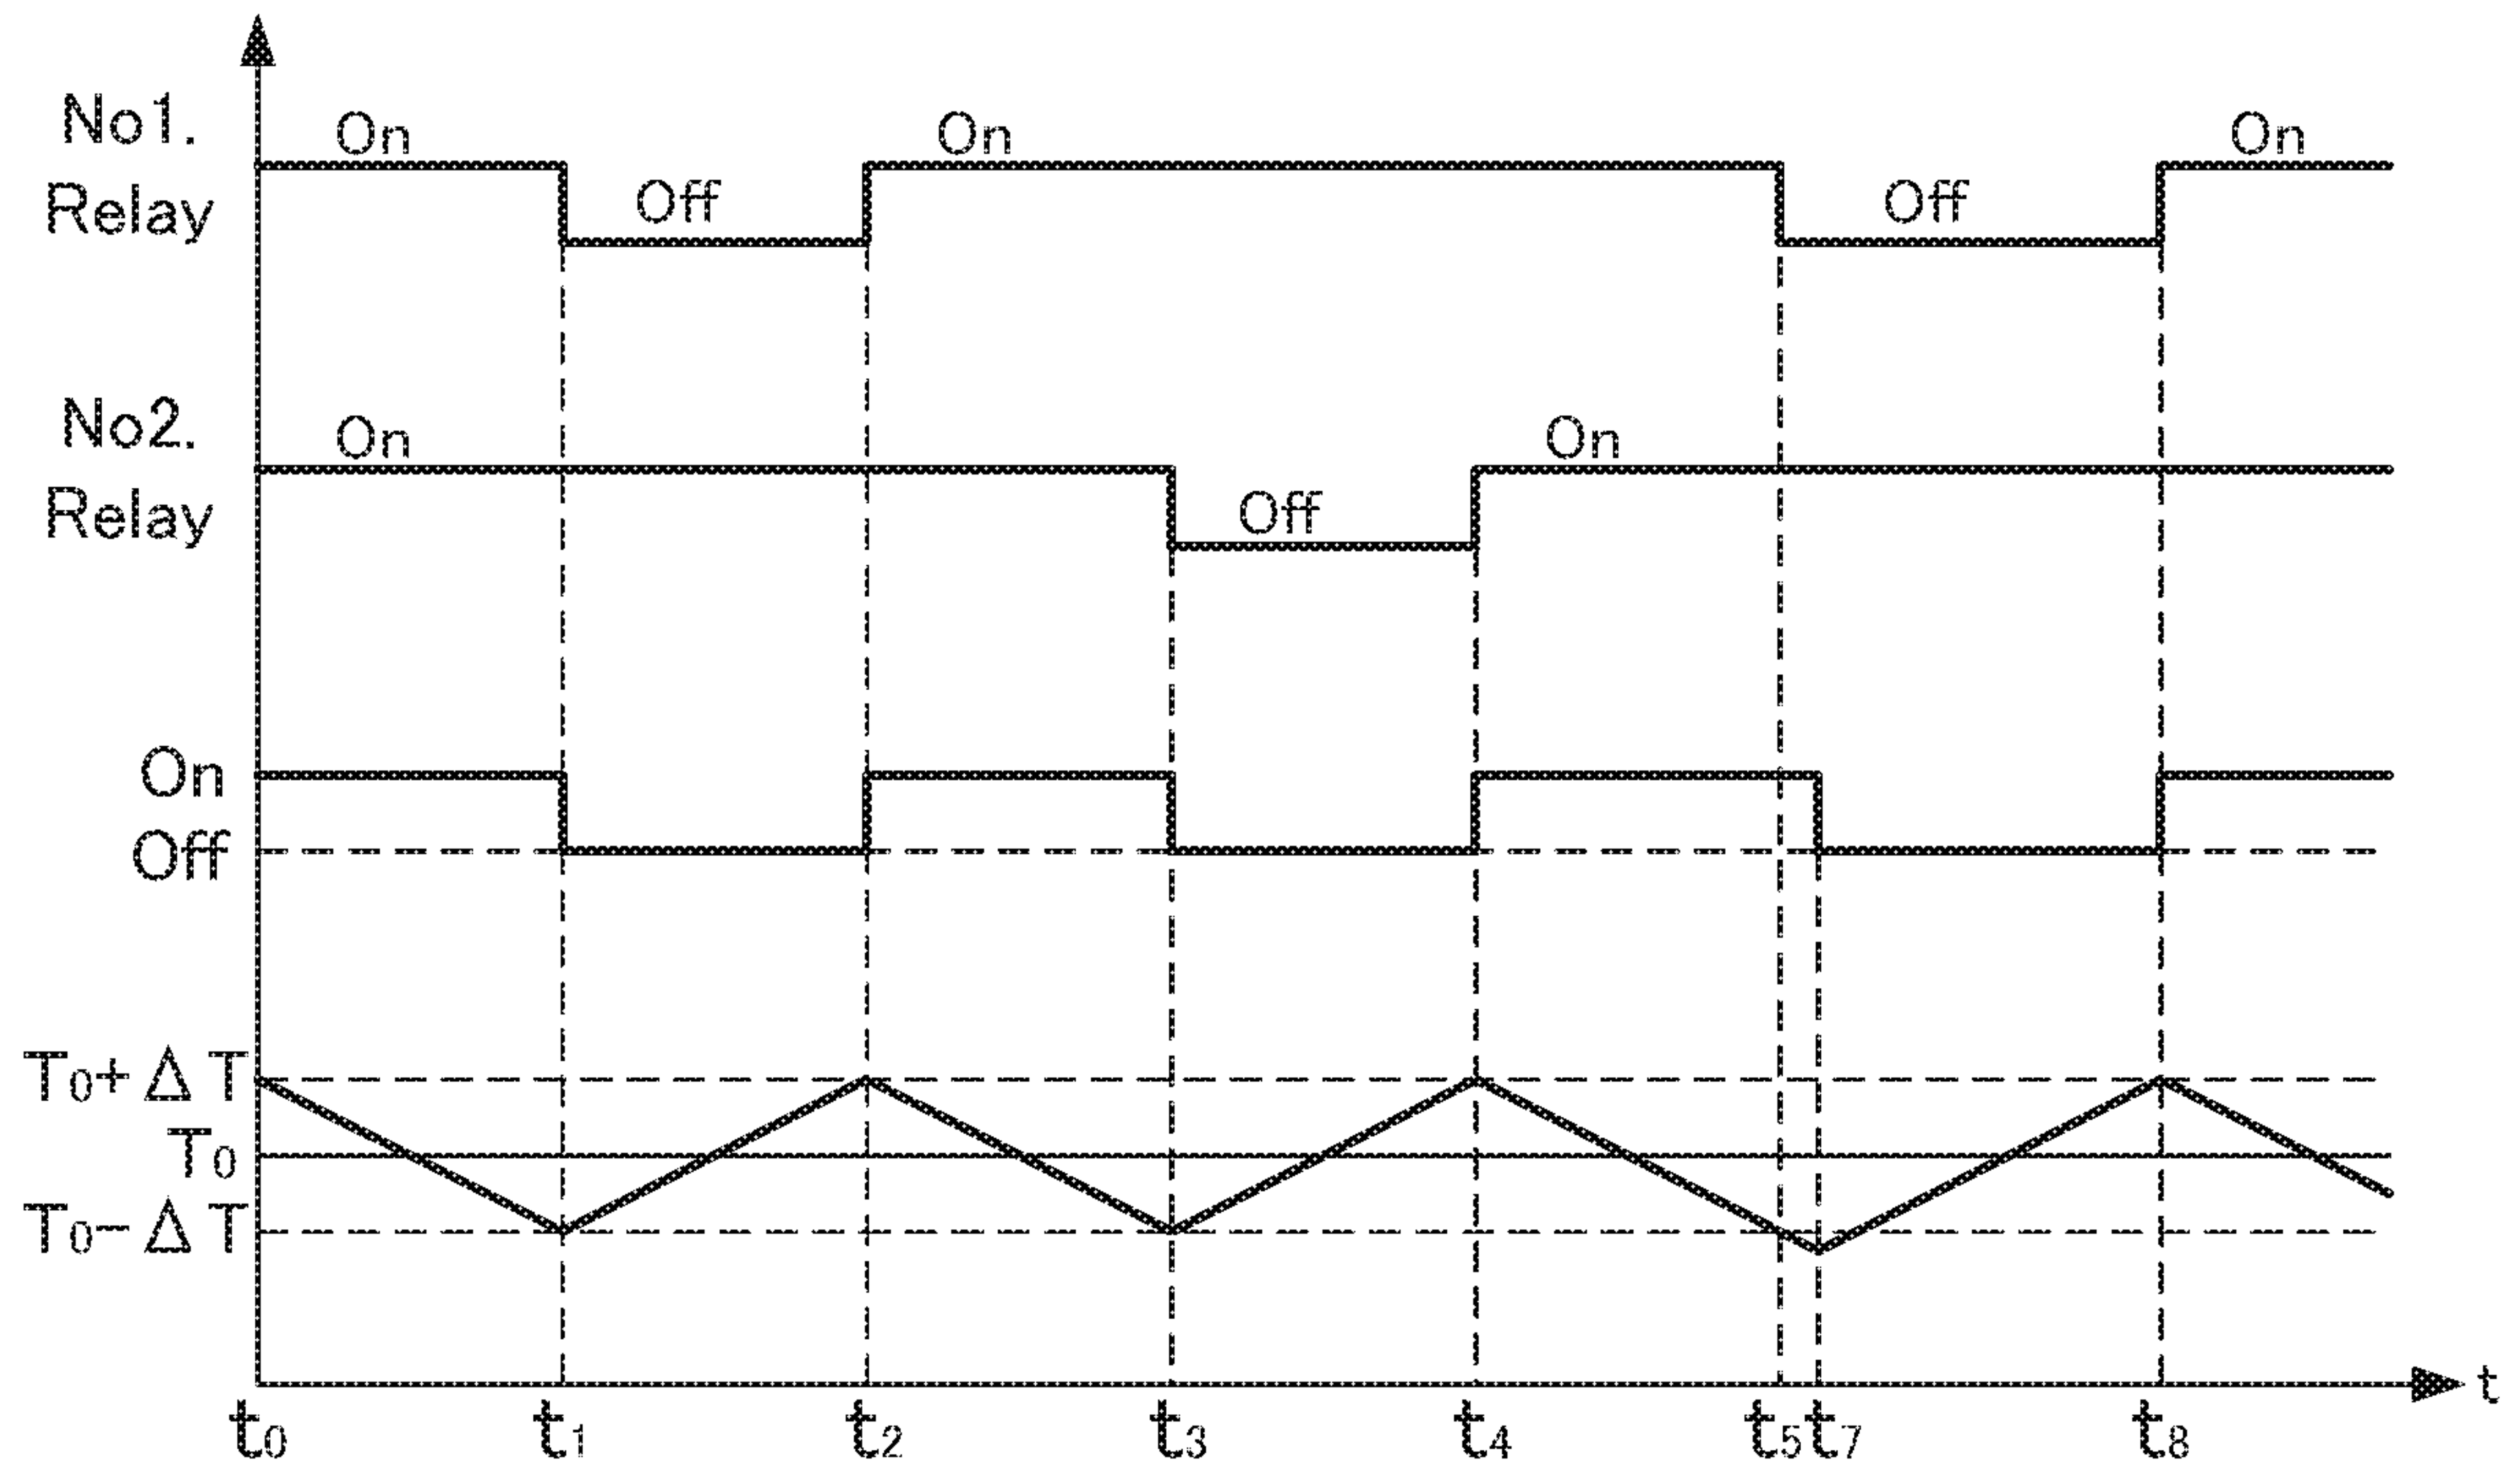 No1.
Relay
On
Off
On
Off
On
No2.
Relay
On
Off
On
On
Off
T₀+ΔT
T₀
T₀−ΔT
t
t₀ t₁ t₂ t₃ t₄ t₅ t₇ t₈